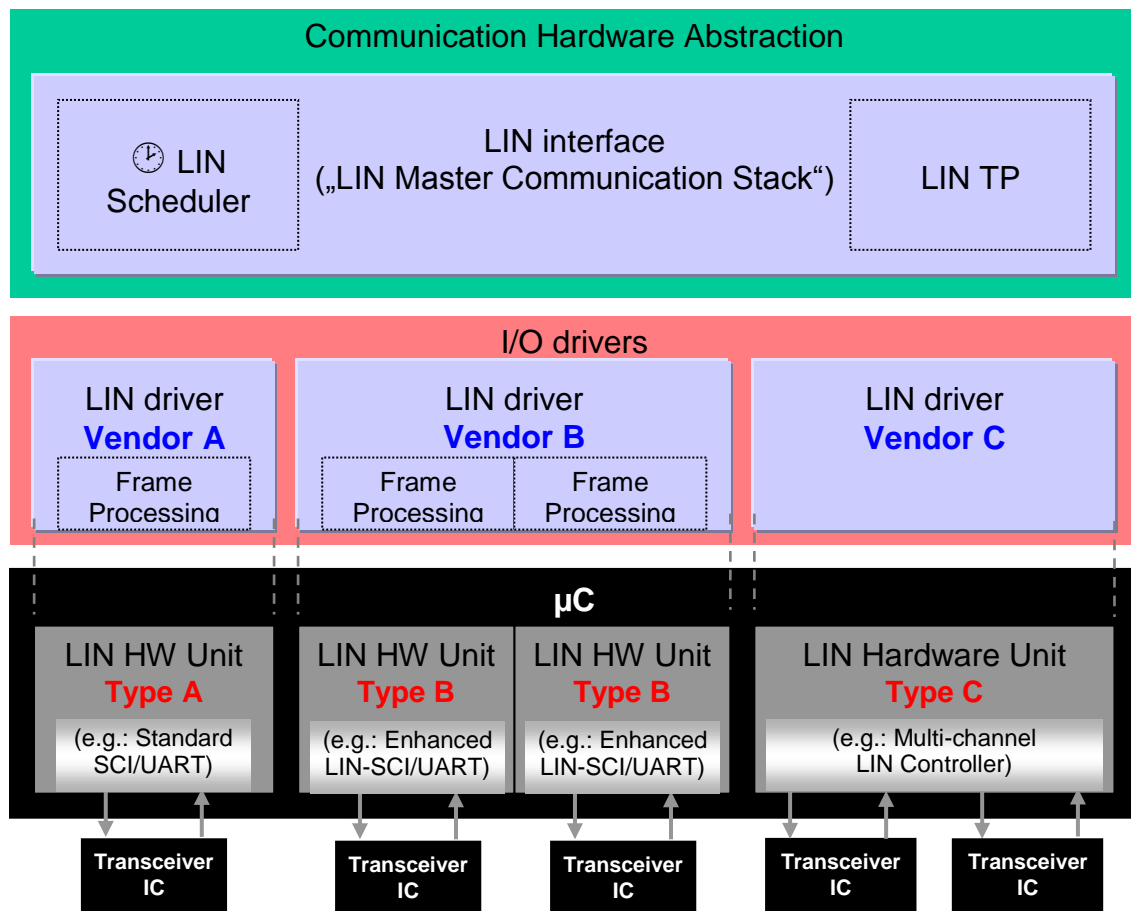 Communication Hardware Abstraction
🕑 LIN
Scheduler
LIN interface
(„LIN Master Communication Stack“)
LIN TP
I/O drivers
LIN driver
Vendor A
Frame
Processing
LIN driver
Vendor B
Frame
Processing
Frame
Processing
LIN driver
Vendor C
µC
LIN HW Unit
Type A
(e.g.: Standard
SCI/UART)
LIN HW Unit
Type B
(e.g.: Enhanced
LIN-SCI/UART)
LIN HW Unit
Type B
(e.g.: Enhanced
LIN-SCI/UART)
LIN Hardware Unit
Type C
(e.g.: Multi-channel
LIN Controller)
Transceiver
IC
Transceiver
IC
Transceiver
IC
Transceiver
IC
Transceiver
IC